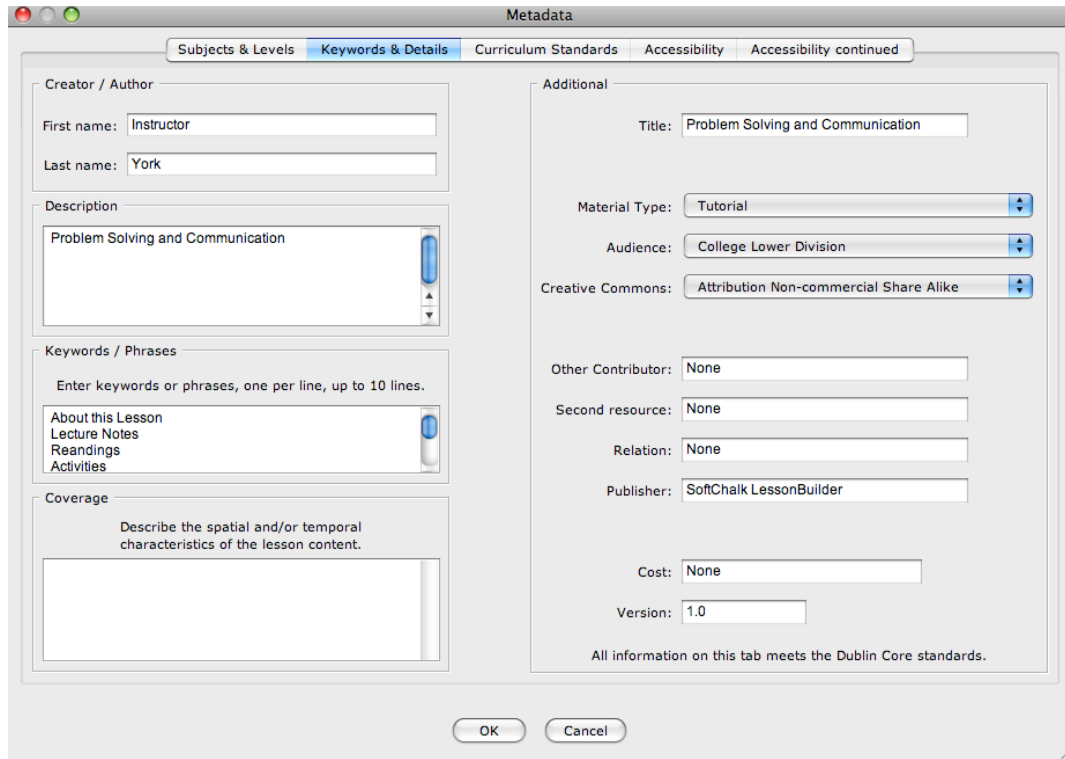 Metadata
Subjects & Levels Keywords & Details Curriculum Standards Accessibility Accessibility continued
Creator / Author
First name: Instructor
Last name: York
Description
Problem Solving and Communication
Keywords / Phrases
Enter keywords or phrases, one per line, up to 10 lines.
About this Lesson
Lecture Notes
Reandings
Activities
Coverage
Describe the spatial and/or temporal
characteristics of the lesson content.
Additional
Title: Problem Solving and Communication
Material Type: Tutorial
Audience: College Lower Division
Creative Commons: Attribution Non-commercial Share Alike
Other Contributor: None
Second resource: None
Relation: None
Publisher: SoftChalk LessonBuilder
Cost: None
Version: 1.0
All information on this tab meets the Dublin Core standards.
OK Cancel